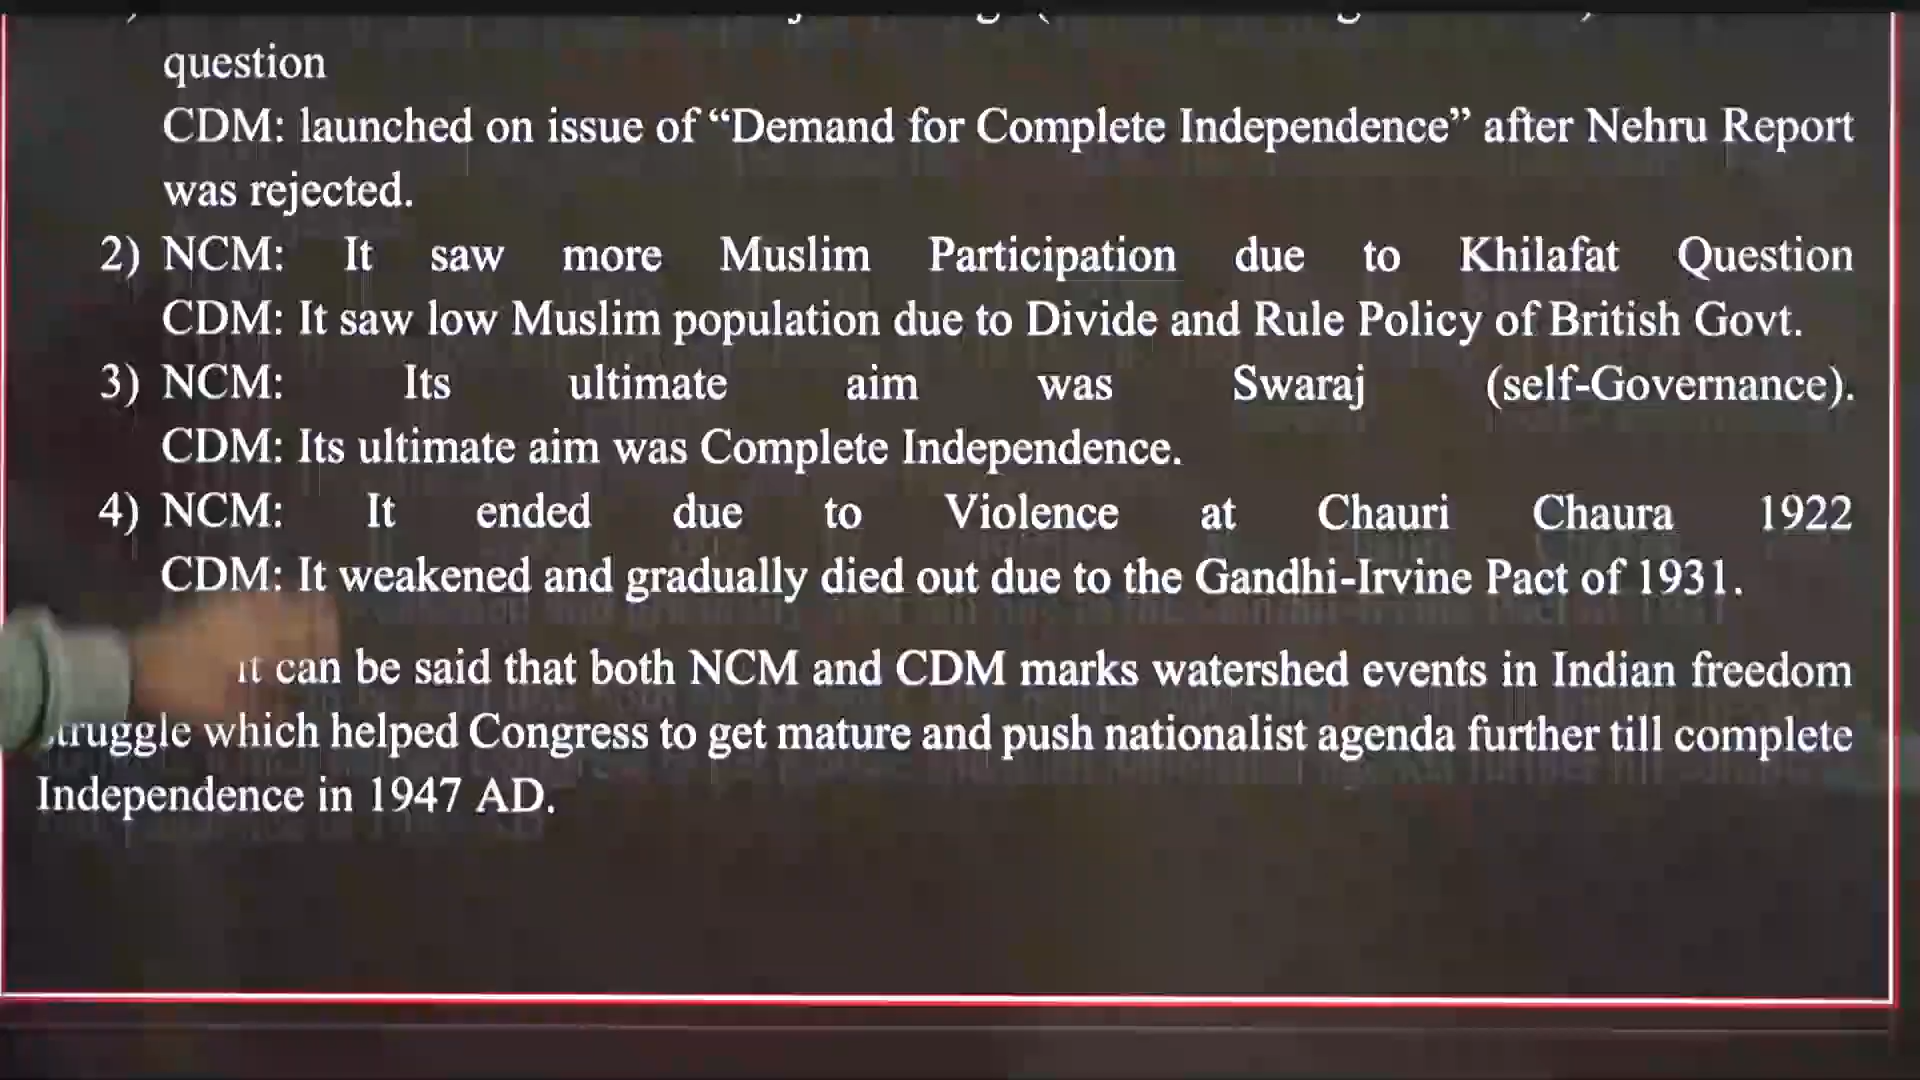 question
CDM: launched on issue of “Demand for Complete Independence” after Nehru Report
was rejected.
2) NCM: It saw more Muslim Participation due to Khilafat Question
CDM: It saw low Muslim population due to Divide and Rule Policy of British Govt.
3) NCM: Its ultimate aim was Swaraj (self-Governance).
CDM: Its ultimate aim was Complete Independence.
4) NCM: It ended due to Violence at Chauri Chaura 1922
CDM: It weakened and gradually died out due to the Gandhi-Irvine Pact of 1931.
it can be said that both NCM and CDM marks watershed events in Indian freedom
which helped Congress to get mature and push nationalist agenda further till complete
Independence in 1947 AD.